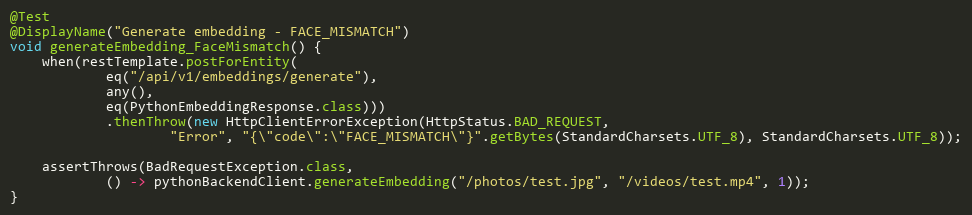 @Test
@DisplayName("Generate embedding - FACE_MISMATCH")
void generateEmbedding_FaceMismatch() {
    when(restTemplate.postForEntity(
            eq("/api/v1/embeddings/generate"),
            any(),
            eq(PythonEmbeddingResponse.class)))
            .thenThrow(new HttpClientErrorException(HttpStatus.BAD_REQUEST,
                    "Error", "{\"code\":\"FACE_MISMATCH\"}".getBytes(StandardCharsets.UTF_8), StandardCharsets.UTF_8));

    assertThrows(BadRequestException.class,
            () -> pythonBackendClient.generateEmbedding("/photos/test.jpg", "/videos/test.mp4", 1));
}